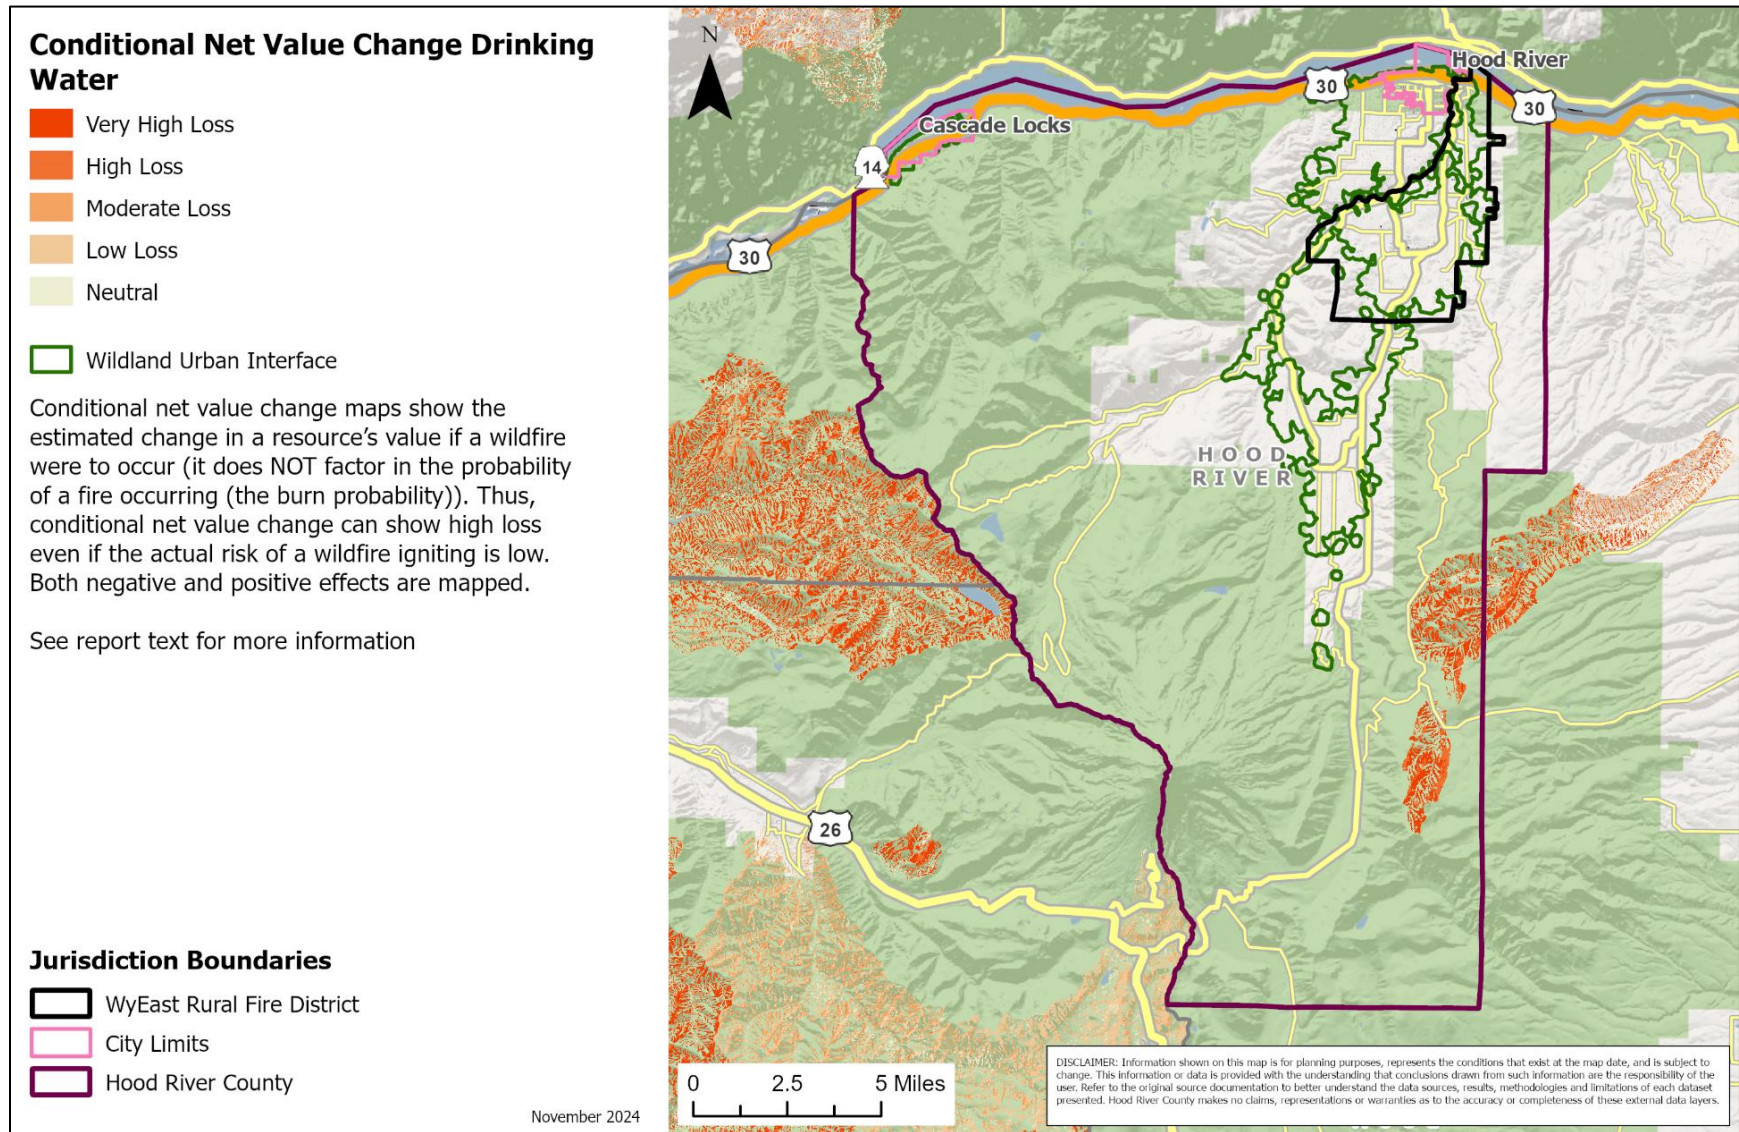 Conditional Net Value Change Drinking
Water
Very High Loss
High Loss
Moderate Loss
Low Loss
Neutral
Wildland Urban Interface
Conditional net value change maps show the
estimated change in a resource’s value if a wildfire
were to occur (it does NOT factor in the probability
of a fire occurring (the burn probability)). Thus,
conditional net value change can show high loss
even if the actual risk of a wildfire igniting is low.
Both negative and positive effects are mapped.
See report text for more information
Jurisdiction Boundaries
WyEast Rural Fire District
City Limits
Hood River County
November 2024
N
Hood River
30
30
Cascade Locks
14
30
HOOD
RIVER
26
0 2.5 5 Miles
DISCLAIMER: Information shown on this map is for planning purposes, represents the conditions that exist at the map date, and is subject to
change. This information or data is provided with the understanding that conclusions drawn from such information are the responsibility of the
user. Refer to the original source documentation to better understand the data sources, results, methodologies and limitations of each dataset
presented. Hood River County makes no claims, representations or warranties as to the accuracy or completeness of these external data layers.